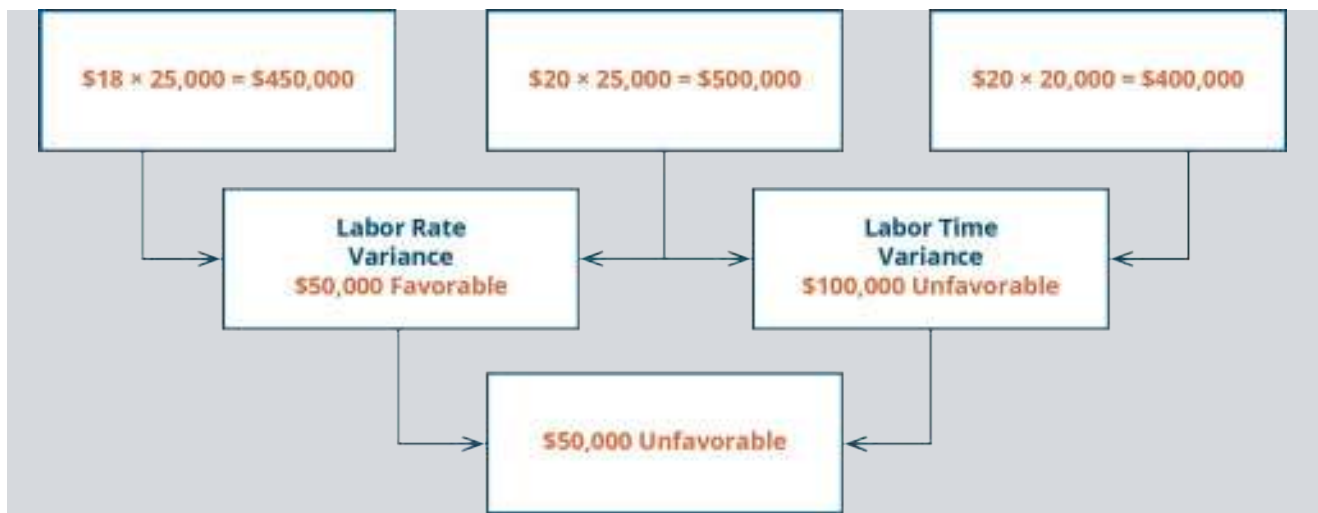 $18 × 25,000 = $450,000
$20 × 25,000 = $500,000
$20 × 20,000 = $400,000
Labor Rate
Variance
$50,000 Favorable
Labor Time
Variance
$100,000 Unfavorable
$50,000 Unfavorable